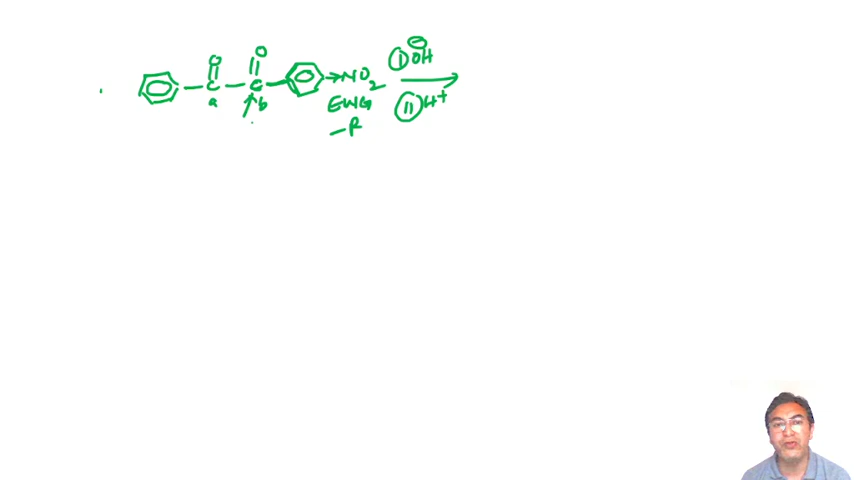 O O
C — C — → NO2 (I) ⊖OH
a b EWG (II) H+
–R